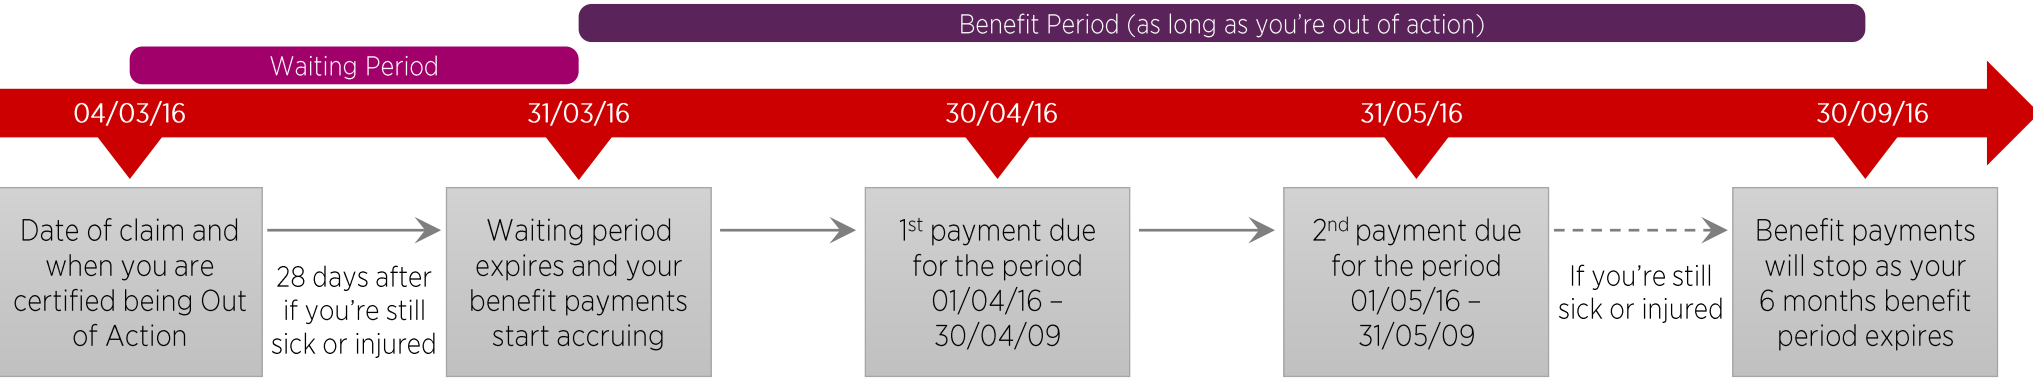 Benefit Period (as long as you’re out of action)
Waiting Period
04/03/16
31/03/16
30/04/16
31/05/16
30/09/16
Date of claim and
when you are
certified being Out
of Action
28 days after
if you’re still
sick or injured
Waiting period
expires and your
benefit payments
start accruing
1st payment due
for the period
01/04/16 –
30/04/09
2nd payment due
for the period
01/05/16 –
31/05/09
If you’re still
sick or injured
Benefit payments
will stop as your
6 months benefit
period expires